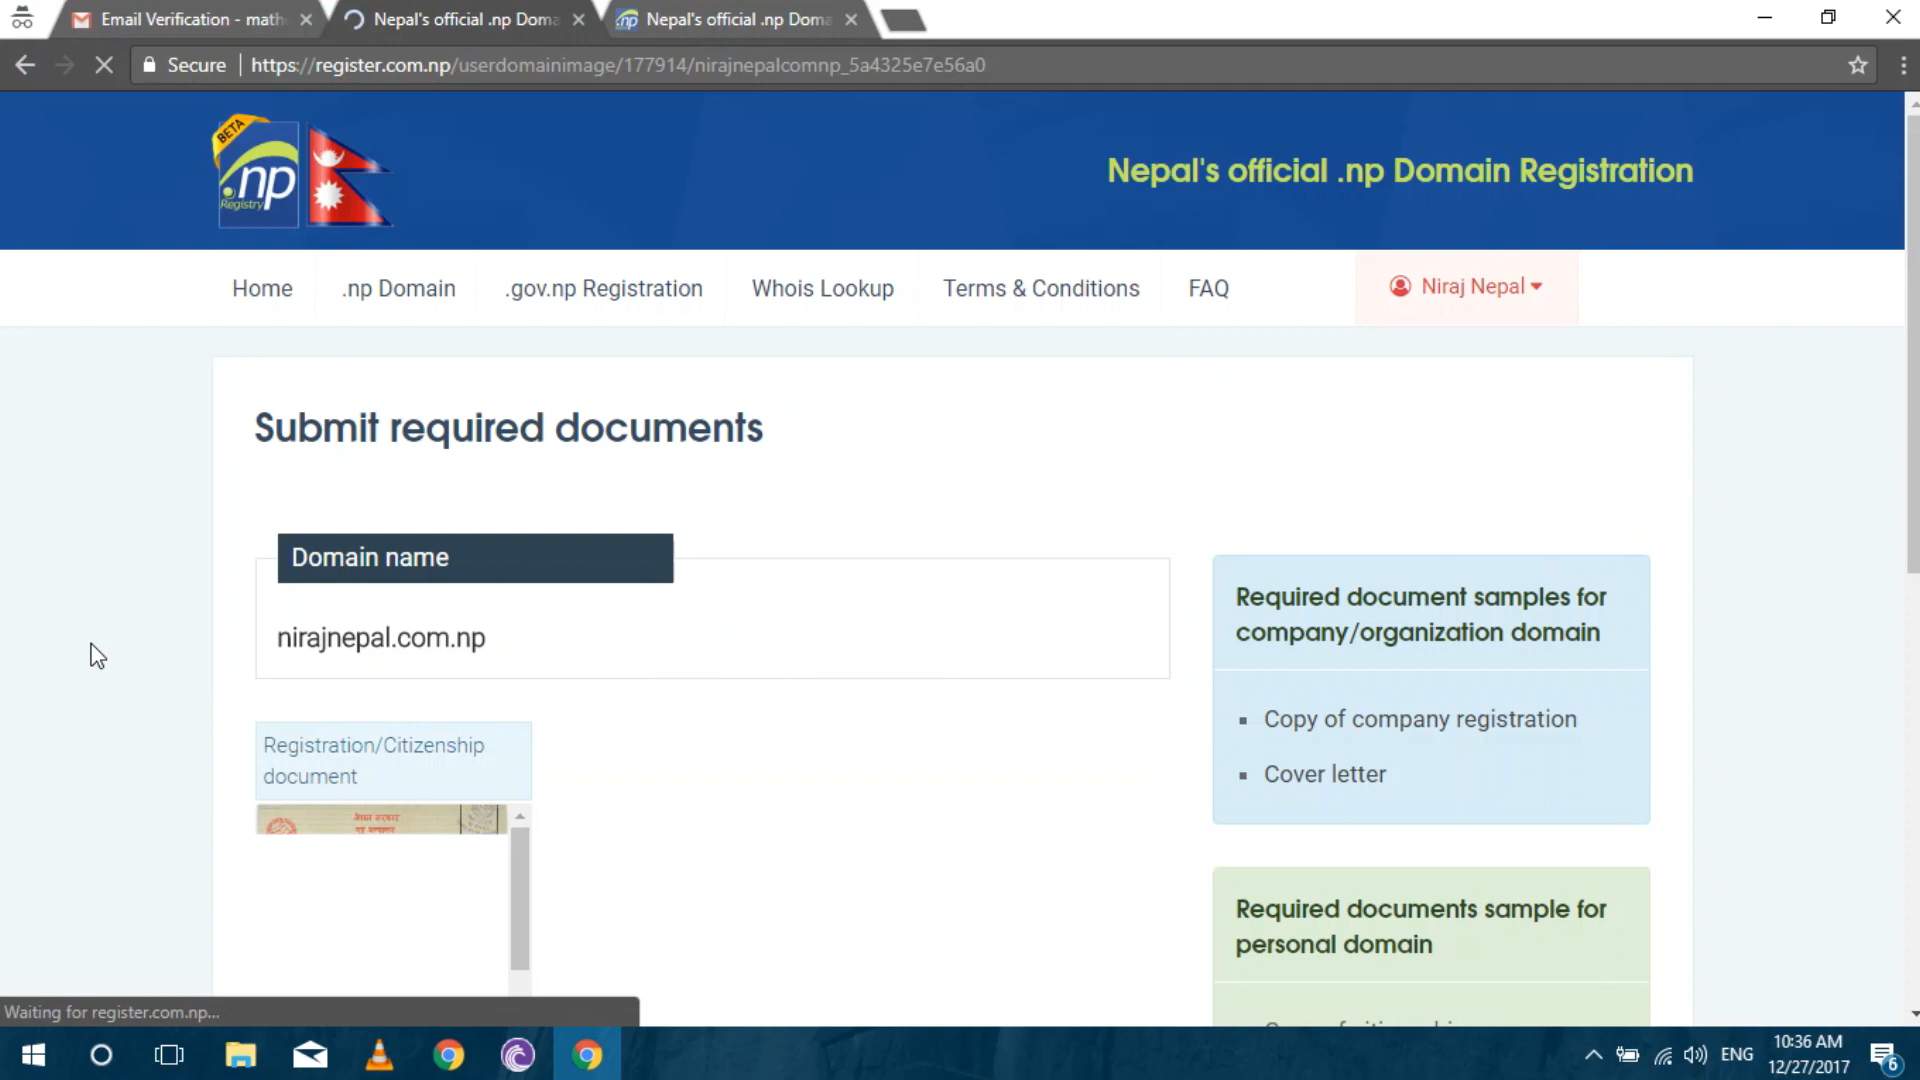 Email Verification - math
Nepal's official .np Doma
Nepal's official .np Doma
Secure
https://register.com.np/userdomainimage/177914/nirajnepalcomnp_5a4325e7e56a0
BETA
.np
Registry
Nepal's official .np Domain Registration
Home
.np Domain
.gov.np Registration
Whois Lookup
Terms & Conditions
FAQ
Niraj Nepal
Submit required documents
Domain name
nirajnepal.com.np
Registration/Citizenship
document
नेपाल सरकार
गृह मन्त्रालय
Required document samples for
company/organization domain
Copy of company registration
Cover letter
Required documents sample for
personal domain
Waiting for register.com.np...
ENG
10:36 AM
12/27/2017
6